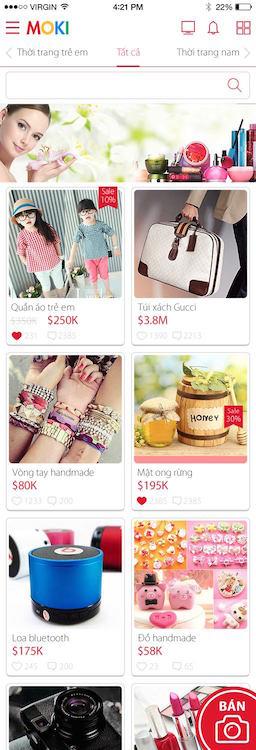 ●●●○○ VIRGIN 4:21 PM 22%
MOKI
Thời trang trẻ em Tất cả Thời trang nam
Sale
10%
Quần áo trẻ em
$350K $250K
231 2385
Túi xách Gucci
$3.8M
1390 2213
Vòng tay handmade
$80K
1233 200
HONEY
Sale
30%
Mật ong rừng
$195K
2385 2385
Loa bluetooth
$175K
245 200
Đồ handmade
$58K
23 65
BÁN